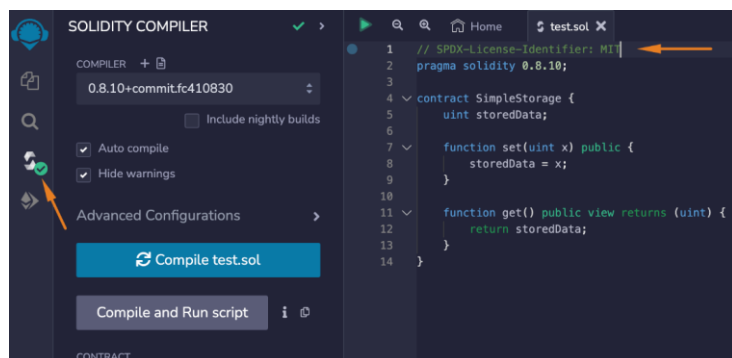 SOLIDITY COMPILER
COMPILER
0.8.10+commit.fc410830
Include nightly builds
Auto compile
Hide warnings
Advanced Configurations
Compile test.sol
Compile and Run script
i
CONTRACT
Home
test.sol
1 // SPDX-License-Identifier: MIT
2 pragma solidity 0.8.10;
3
4 contract SimpleStorage {
5 uint storedData;
6
7 function set(uint x) public {
8 storedData = x;
9 }
10
11 function get() public view returns (uint) {
12 return storedData;
13 }
14 }